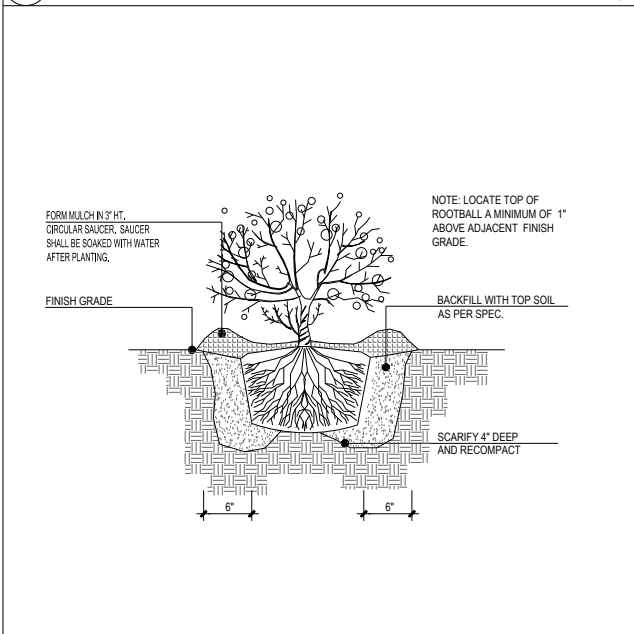 FORM MULCH IN 3" HT.
CIRCULAR SAUCER. SAUCER
SHALL BE SOAKED WITH WATER
AFTER PLANTING.
NOTE: LOCATE TOP OF
ROOTBALL A MINIMUM OF 1"
ABOVE ADJACENT FINISH
GRADE.
FINISH GRADE
BACKFILL WITH TOP SOIL
AS PER SPEC.
SCARIFY 4" DEEP
AND RECOMPACT
6"
6"